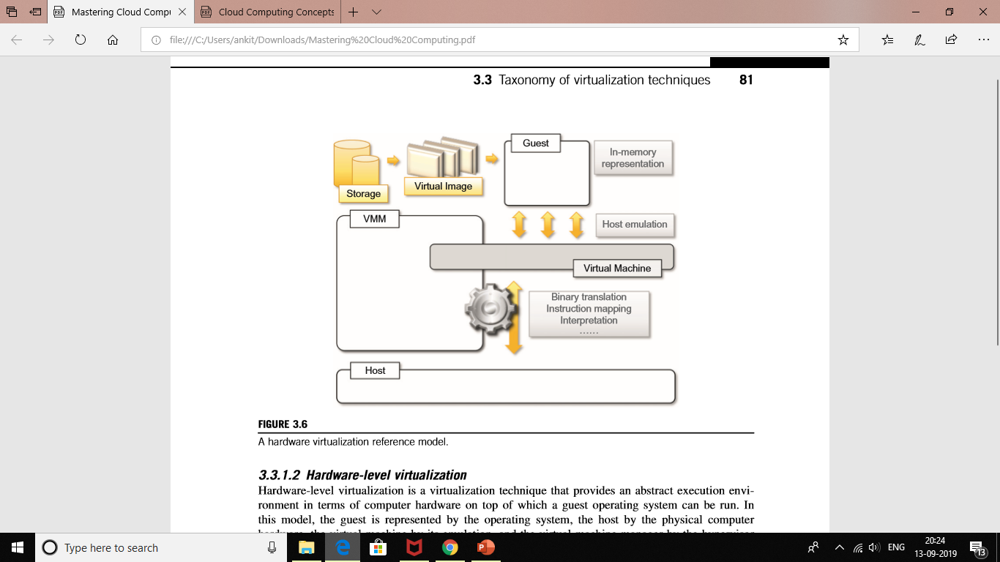 Mastering Cloud Compu
Cloud Computing Concepts
file:///C:/Users/ankit/Downloads/Mastering%20Cloud%20Computing.pdf
3.3 Taxonomy of virtualization techniques 81
Guest
In-memory
representation
Virtual Image
Storage
VMM
Host emulation
Virtual Machine
Binary translation
Instruction mapping
Interpretation
......
Host
FIGURE 3.6
A hardware virtualization reference model.
3.3.1.2 Hardware-level virtualization
Hardware-level virtualization is a virtualization technique that provides an abstract execution envi-
ronment in terms of computer hardware on top of which a guest operating system can be run. In
this model, the guest is represented by the operating system, the host by the physical computer
Type here to search
ENG
20:24
13-09-2019
13